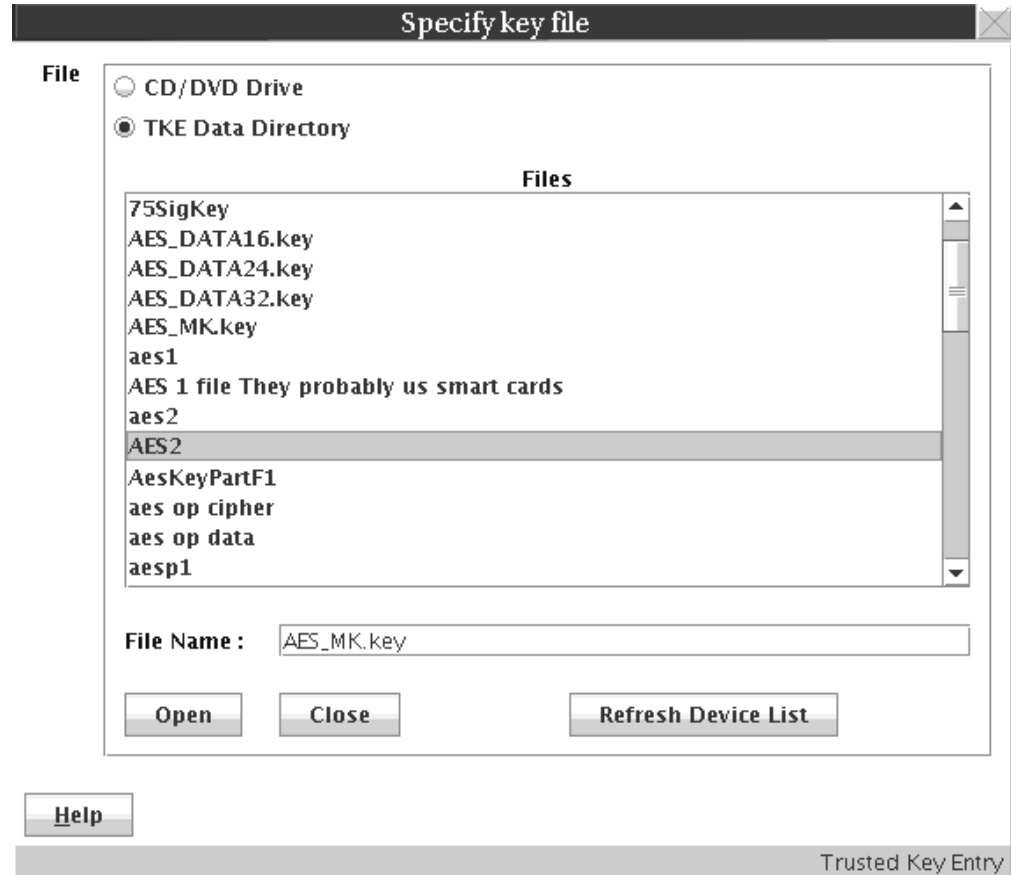 Specify key file
File
CD/DVD Drive
TKE Data Directory
Files
75SigKey
AES_DATA16.key
AES_DATA24.key
AES_DATA32.key
AES_MK.key
aes1
AES 1 file They probably us smart cards
aes2
AES2
AesKeyPartF1
aes op cipher
aes op data
aesp1
File Name : AES_MK.key
Open Close Refresh Device List
Help
Trusted Key Entry